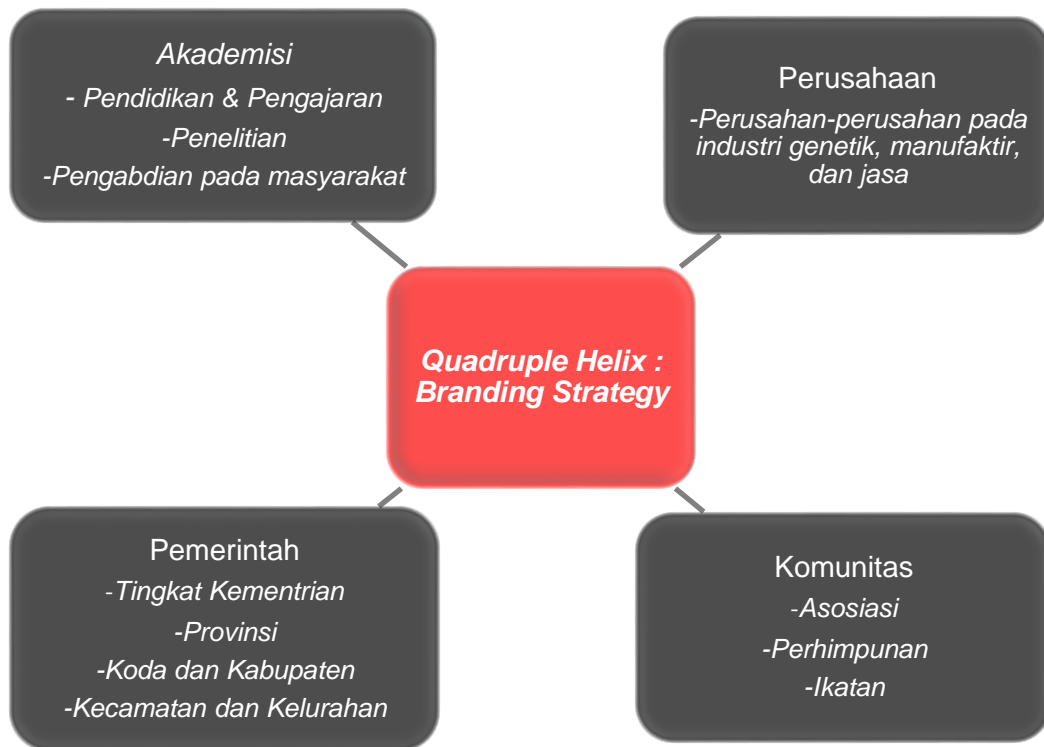 Akademisi
- Pendidikan & Pengajaran
-Penelitian
-Pengabdian pada masyarakat
Perusahaan
-Perusahan-perusahan pada
industri genetik, manufaktir,
dan jasa
Quadruple Helix :
Branding Strategy
Pemerintah
-Tingkat Kementrian
-Provinsi
-Koda dan Kabupaten
-Kecamatan dan Kelurahan
Komunitas
-Asosiasi
-Perhimpunan
-Ikatan